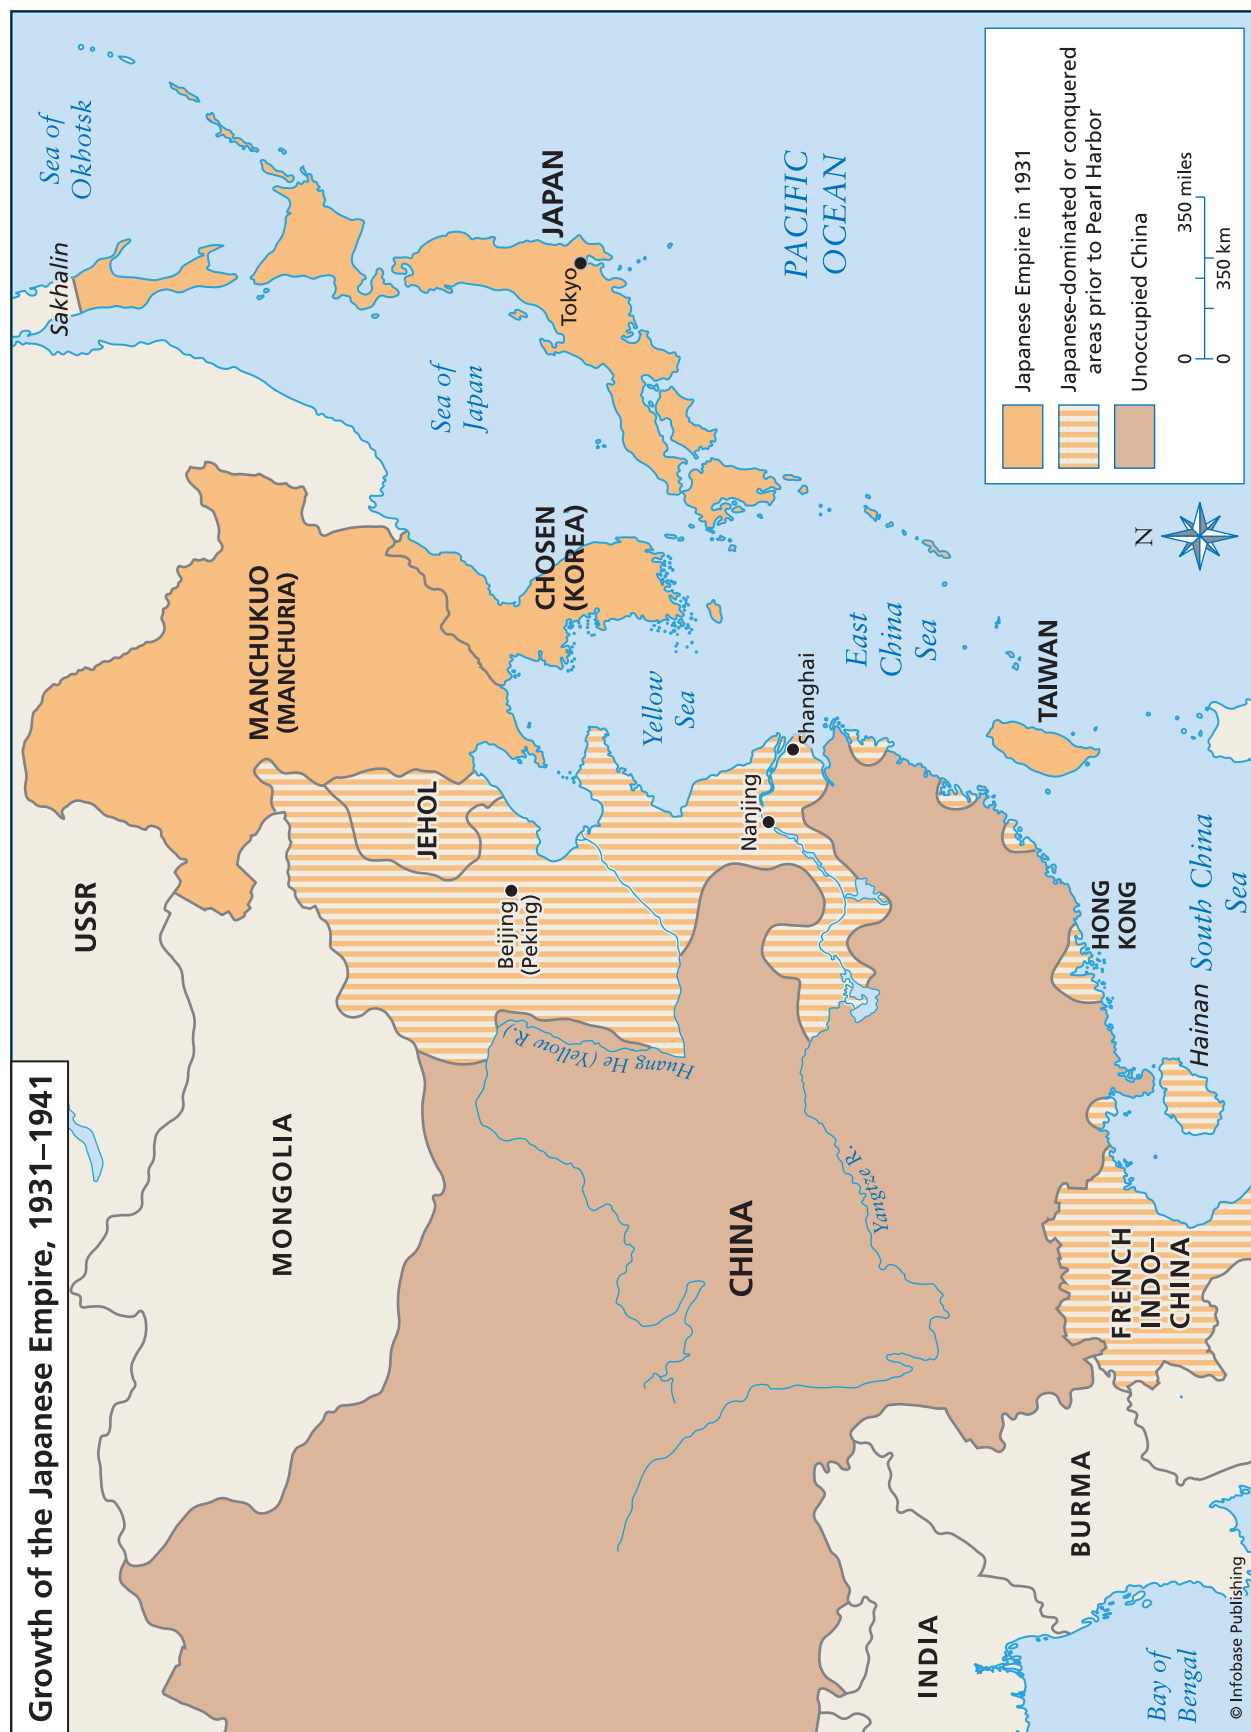 Growth of the Japanese Empire, 1931–1941
USSR
MONGOLIA
MANCHUKUO
(MANCHURIA)
Sakhalin
Sea of
Okhotsk
JEHOL
Beijing
(Peking)
Sea of
Japan
JAPAN
Tokyo
CHOSEN
(KOREA)
Huang He (Yellow R.)
Yellow
Sea
CHINA
Nanjing
Shanghai
East
China
Sea
PACIFIC
OCEAN
Yangtze R.
TAIWAN
HONG
KONG
INDIA
BURMA
FRENCH
INDO–
CHINA
Hainan
South China
Sea
Bay of
Bengal
N
Japanese Empire in 1931
Japanese-dominated or conquered
areas prior to Pearl Harbor
Unoccupied China
0 350 miles
0 350 km
© Infobase Publishing